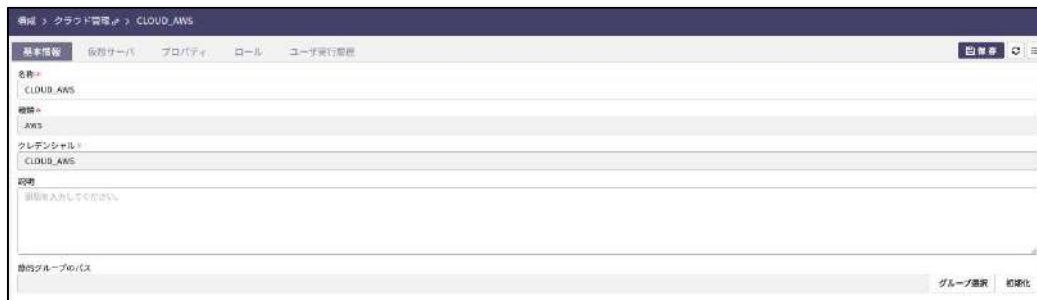 構成 > クラウド管理 > CLOUD_AWS
基本情報 仮想サーバ プロパティ ロール ユーザ実行履歴 保存
名称*
CLOUD_AWS
種類*
AWS
クレデンシャル*
CLOUD_AWS
説明
説明を入力してください。
静的グループのパス
グループ選択 初期化